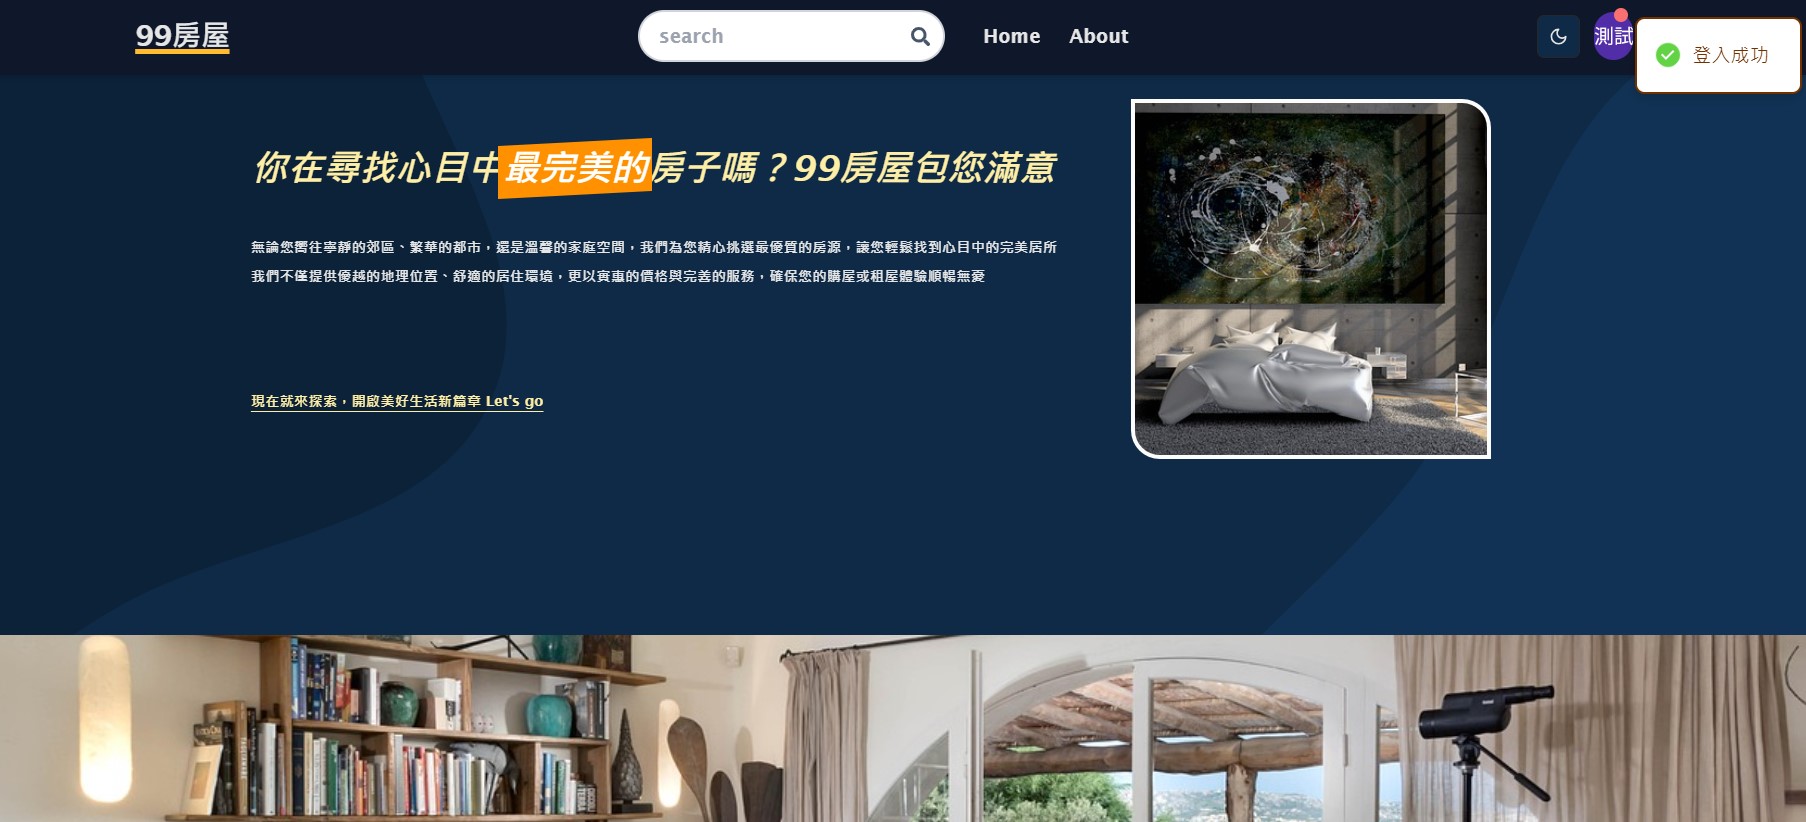 99房屋
search
Home
About
測試
登入成功
你在尋找心目中最完美的房子嗎？99房屋包您滿意
無論您嚮往寧靜的郊區、繁華的都市，還是溫馨的家庭空間，我們為您精心挑選最優質的房源，讓您輕鬆找到心目中的完美居所
我們不僅提供優越的地理位置、舒適的居住環境，更以實惠的價格與完善的服務，確保您的購屋或租屋體驗順暢無憂
現在就來探索，開啟美好生活新篇章 Let's go